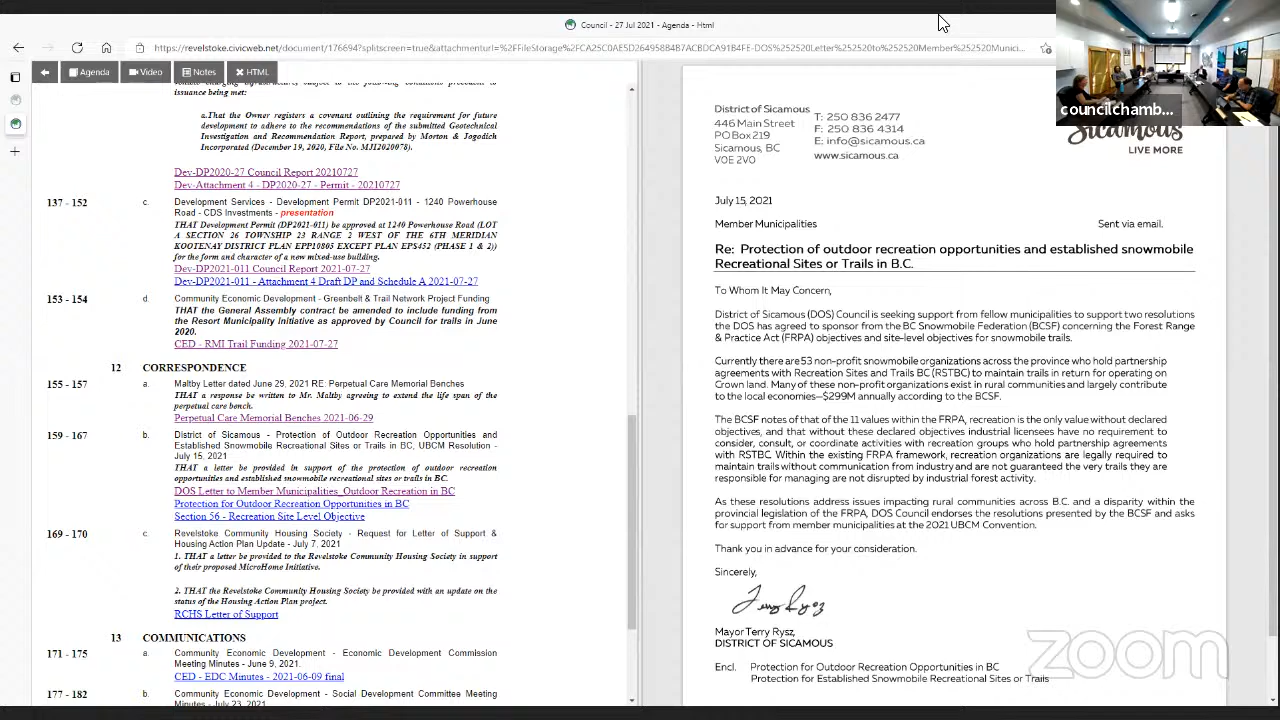 Council - 27 Jul 2021 - Agenda - Html
https://revelstoke.civicweb.net/document/176694?splitscreen=true&attachmenturl=%2FFileStorage%2FCA25C0AE5D26495884B7ACBDCA91B4FE-DOS%252520Letter%252520to%252520Member%252520Munici...
Agenda
Video
Notes
HTML
issuance being met:
a.That the Owner registers a covenant outlining the requirement for future
development to adhere to the recommendations of the submitted Geotechnical
Investigation and Recommendation Report, prepared by Morton & Jagodich
Incorporated (December 19, 2020, File No. MJI2020078).
Dev-DP2020-27 Council Report 20210727
Dev-Attachment 4 - DP2020-27 - Permit - 20210727
137 - 152 c. Development Services - Development Permit DP2021-011 - 1240 Powerhouse
Road - CDS Investments - presentation
THAT Development Permit (DP2021-011) be approved at 1240 Powerhouse Road (LOT
A SECTION 26 TOWNSHIP 23 RANGE 2 WEST OF THE 6TH MERIDIAN
KOOTENAY DISTRICT PLAN EPP10805 EXCEPT PLAN EPS452 (PHASE 1 & 2))
for the form and character of a new mixed-use building.
Dev-DP2021-011 Council Report 2021-07-27
Dev-DP2021-011 - Attachment 4 Draft DP and Schedule A 2021-07-27
153 - 154 d. Community Economic Development - Greenbelt & Trail Network Project Funding
THAT the General Assembly contract be amended to include funding from
the Resort Municipality Initiative as approved by Council for trails in June
2020.
CED - RMI Trail Funding 2021-07-27
12 CORRESPONDENCE
155 - 157 a. Maltby Letter dated June 29, 2021 RE: Perpetual Care Memorial Benches
THAT a response be written to Mr. Maltby agreeing to extend the life span of the
perpetual care bench.
Perpetual Care Memorial Benches 2021-06-29
159 - 167 b. District of Sicamous - Protection of Outdoor Recreation Opportunities and
Established Snowmobile Recreational Sites or Trails in BC, UBCM Resolution -
July 15, 2021
THAT a letter be provided in support of the protection of outdoor recreation
opportunities and established snowmobile recreational sites or trails in BC.
DOS Letter to Member Municipalities_Outdoor Recreation in BC
Protection for Outdoor Recreation Opportunities in BC
Section 56 - Recreation Site Level Objective
169 - 170 c. Revelstoke Community Housing Society - Request for Letter of Support &
Housing Action Plan Update - July 7, 2021
1. THAT a letter be provided to the Revelstoke Community Housing Society in support
of their proposed MicroHome Initiative.
2. THAT the Revelstoke Community Housing Society be provided with an update on the
status of the Housing Action Plan project.
RCHS Letter of Support
13 COMMUNICATIONS
171 - 175 a. Community Economic Development - Economic Development Commission
Meeting Minutes - June 9, 2021.
CED - EDC Minutes - 2021-06-09 final
177 - 182 b. Community Economic Development - Social Development Committee Meeting
Minutes - July 23, 2021.
District of Sicamous
446 Main Street
PO Box 219
Sicamous, BC
V0E 2V0
T: 250 836 2477
F: 250 836 4314
E: info@sicamous.ca
www.sicamous.ca
councilchamb...
Sicamous
LIVE MORE
July 15, 2021
Member Municipalities Sent via email.
Re: Protection of outdoor recreation opportunities and established snowmobile
Recreational Sites or Trails in B.C.
To Whom It May Concern,
District of Sicamous (DOS) Council is seeking support from fellow municipalities to support two resolutions
the DOS has agreed to sponsor from the BC Snowmobile Federation (BCSF) concerning the Forest Range
& Practice Act (FRPA) objectives and site-level objectives for snowmobile trails.
Currently there are 53 non-profit snowmobile organizations across the province who hold partnership
agreements with Recreation Sites and Trails BC (RSTBC) to maintain trails in return for operating on
Crown land. Many of these non-profit organizations exist in rural communities and largely contribute
to the local economies–$299M annually according to the BCSF.
The BCSF notes of that of the 11 values within the FRPA, recreation is the only value without declared
objectives, and that without these declared objectives industrial licensees have no requirement to
consider, consult, or coordinate activities with recreation groups who hold partnership agreements
with RSTBC. Within the existing FRPA framework, recreation organizations are legally required to
maintain trails without communication from industry and are not guaranteed the very trails they are
responsible for managing are not disrupted by industrial forest activity.
As these resolutions address issues impacting rural communities across B.C. and a disparity within the
provincial legislation of the FRPA, DOS Council endorses the resolutions presented by the BCSF and asks
for support from member municipalities at the 2021 UBCM Convention.
Thank you in advance for your consideration.
Sincerely,
Mayor Terry Rysz,
DISTRICT OF SICAMOUS
Encl. Protection for Outdoor Recreation Opportunities in BC
Protection for Established Snowmobile Recreational Sites or Trails
zoom